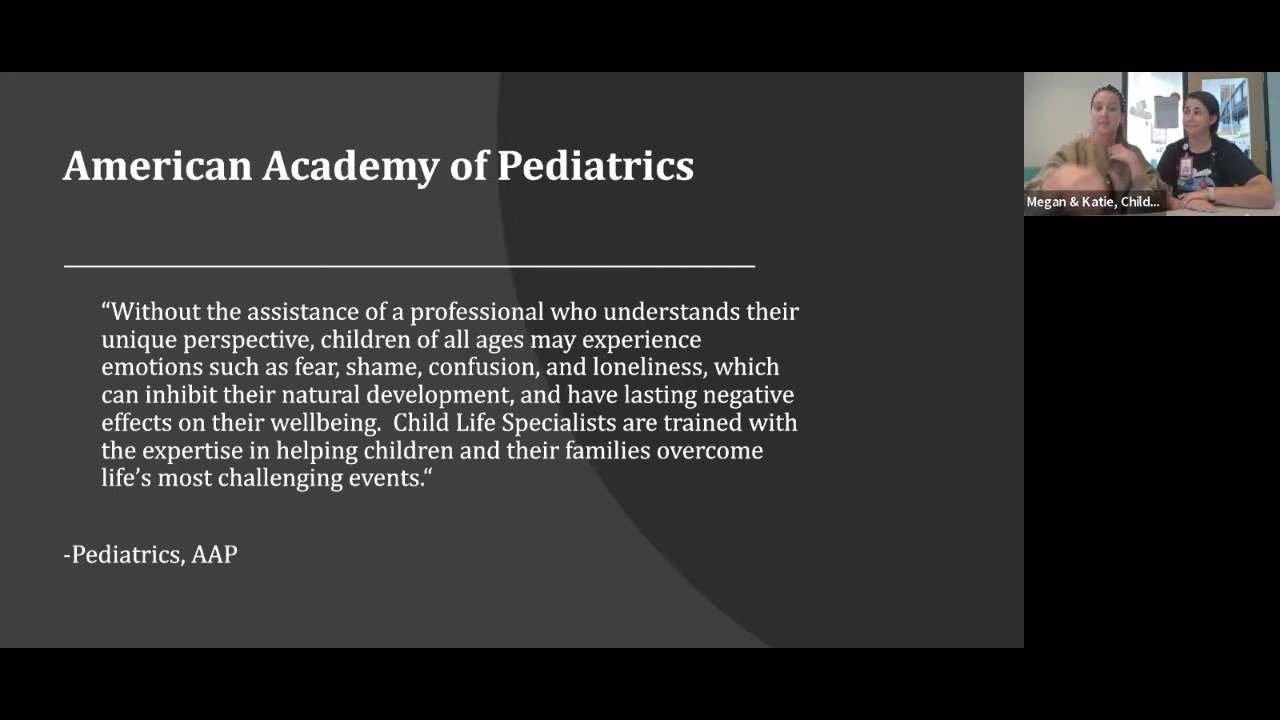 American Academy of Pediatrics
“Without the assistance of a professional who understands their
unique perspective, children of all ages may experience
emotions such as fear, shame, confusion, and loneliness, which
can inhibit their natural development, and have lasting negative
effects on their wellbeing.  Child Life Specialists are trained with
the expertise in helping children and their families overcome
life’s most challenging events.“
-Pediatrics, AAP
Megan & Katie, Child...